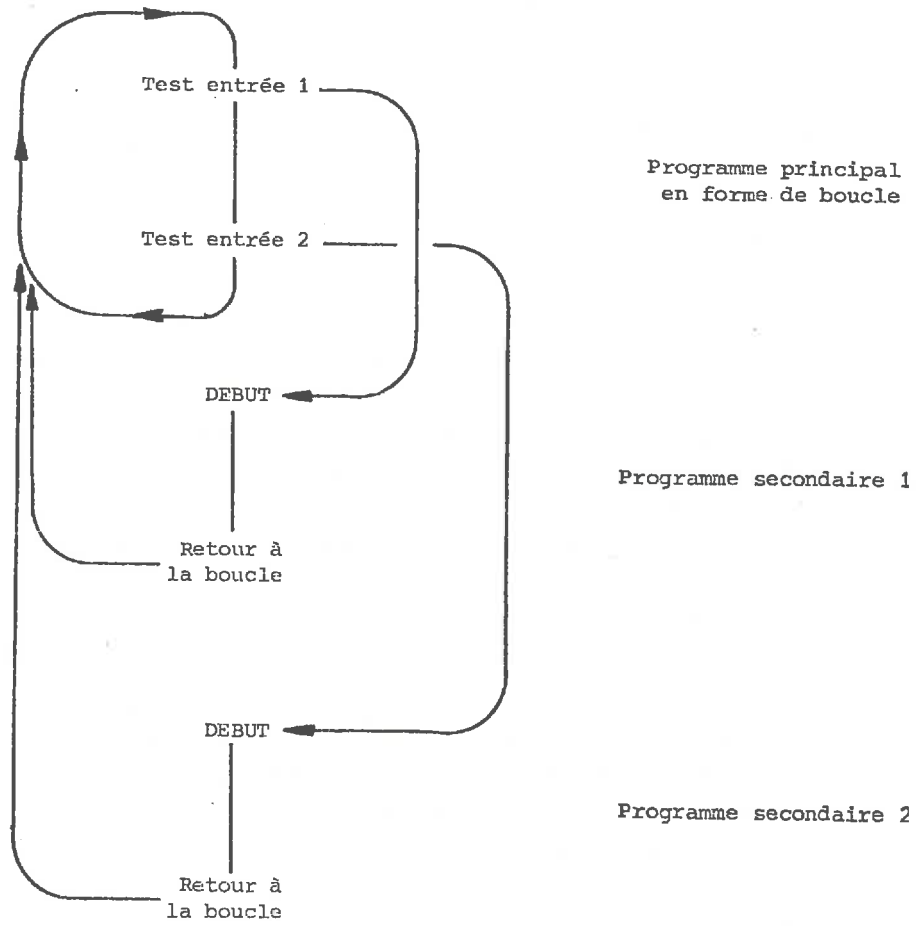 Test entrée 1
Programme principal
en forme de boucle
Test entrée 2
DEBUT
Programme secondaire 1
Retour à
la boucle
DEBUT
Programme secondaire 2
Retour à
la boucle